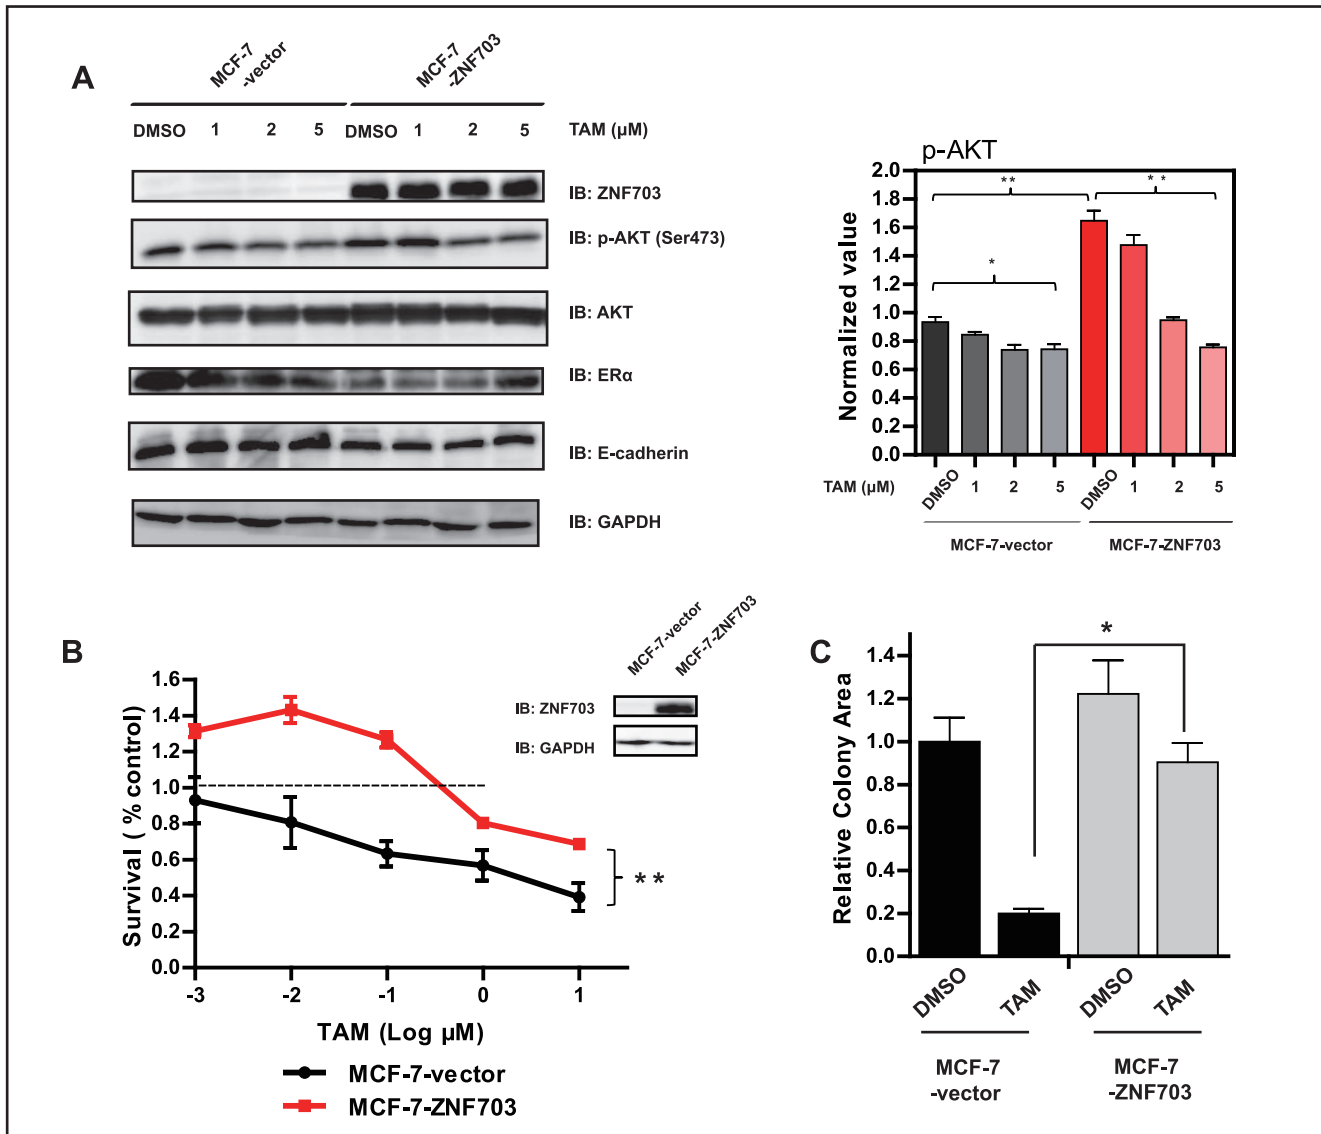 A
MCF-7
-vector
MCF-7
-ZNF703
DMSO 1 2 5 DMSO 1 2 5 TAM (µM)
IB: ZNF703
IB: p-AKT (Ser473)
IB: AKT
IB: ERα
IB: E-cadherin
IB: GAPDH
p-AKT
Normalized value
2.0
1.8
1.6
1.4
1.2
1.0
0.8
0.6
0.4
0.2
0.0
**
**
*
TAM (µM) DMSO 1 2 5 DMSO 1 2 5
MCF-7-vector MCF-7-ZNF703
B
Survival ( % control)
1.6
1.4
1.2
1.0
0.8
0.6
0.4
0.2
0.0
-3 -2 -1 0 1
TAM (Log µM)
**
MCF-7-vector
MCF-7-ZNF703
IB: ZNF703
IB: GAPDH
MCF-7-vector
MCF-7-ZNF703
C
Relative Colony Area
1.4
1.2
1.0
0.8
0.6
0.4
0.2
0.0
*
DMSO TAM DMSO TAM
MCF-7
-vector
MCF-7
-ZNF703